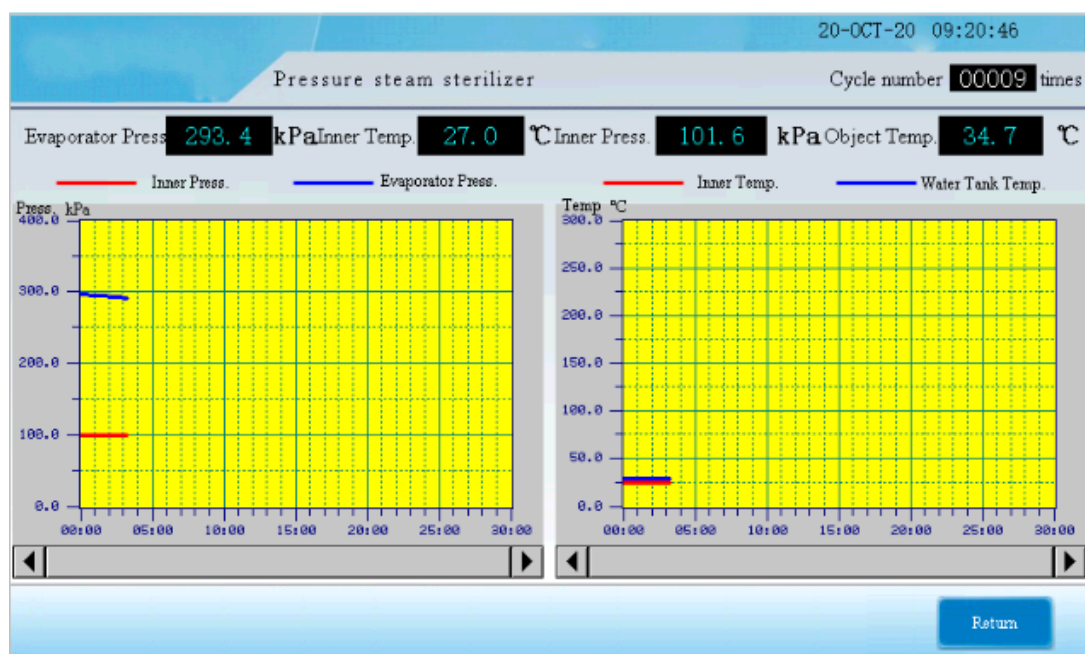 20-OCT-20 09:20:46
Pressure steam sterilizer
Cycle number 00009 times
Evaporator Press 293.4 kPa Inner Temp. 27.0 ℃ Inner Press. 101.6 kPa Object Temp. 34.7 ℃
Inner Press. Evaporator Press.
Inner Temp. Water Tank Temp.
Press. kPa
400.0
300.0
200.0
100.0
0.0
00:00 05:00 10:00 15:00 20:00 25:00 30:00
Temp ℃
300.0
250.0
200.0
150.0
100.0
50.0
0.0
00:00 05:00 10:00 15:00 20:00 25:00 30:00
Return